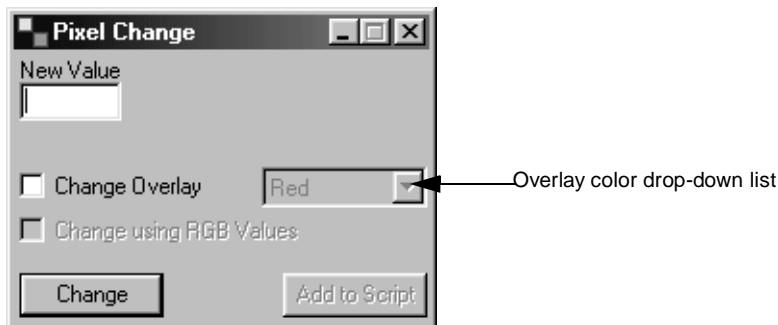 Pixel Change
New Value
Change Overlay
Red
Overlay color drop-down list
Change using RGB Values
Change
Add to Script